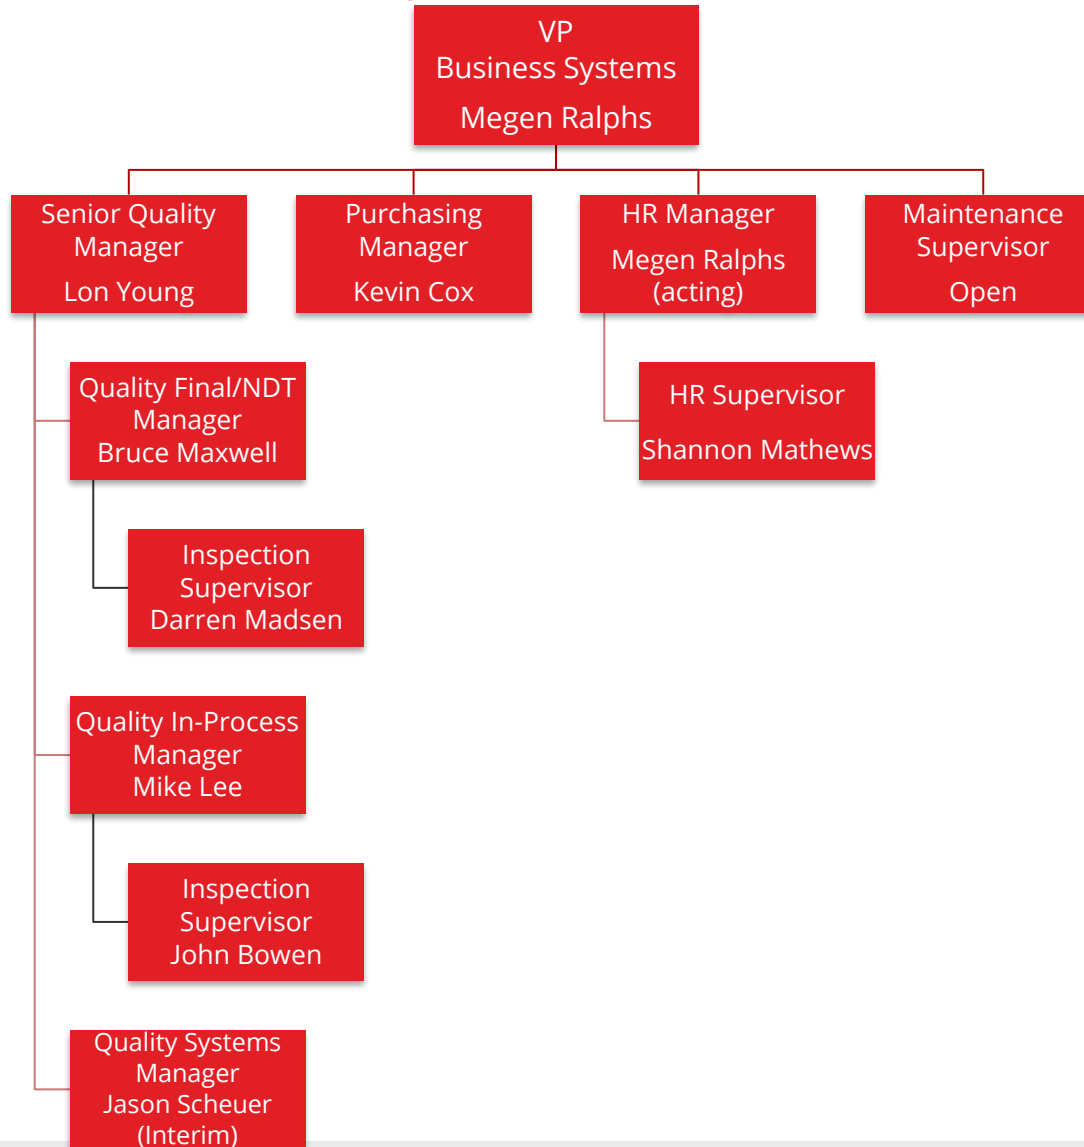 VP
Business Systems
Megen Ralphs
Senior Quality
Manager
Lon Young
Purchasing
Manager
Kevin Cox
HR Manager
Megen Ralphs
(acting)
Maintenance
Supervisor
Open
Quality Final/NDT
Manager
Bruce Maxwell
HR Supervisor
Shannon Mathews
Inspection
Supervisor
Darren Madsen
Quality In-Process
Manager
Mike Lee
Inspection
Supervisor
John Bowen
Quality Systems
Manager
Jason Scheuer
(Interim)